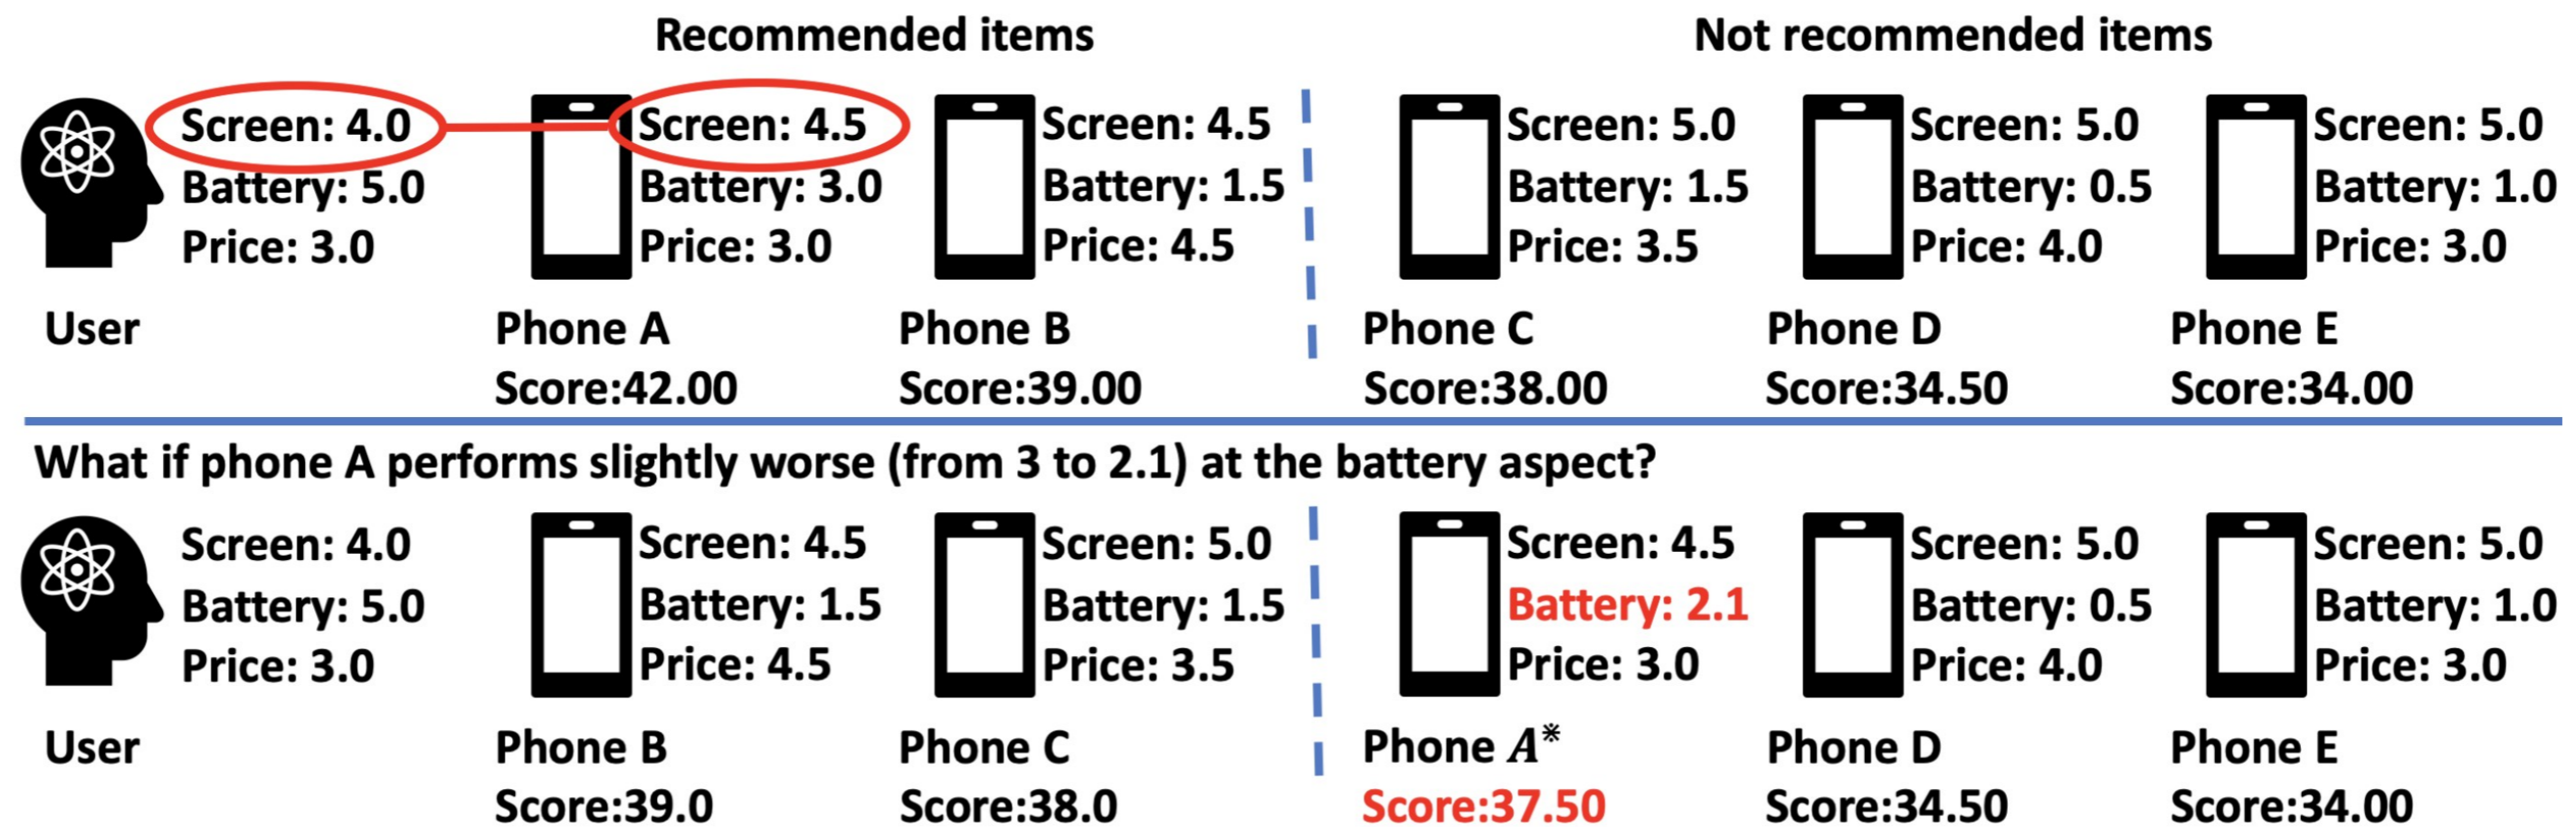 Recommended items
Not recommended items
Screen: 4.0
Battery: 5.0
Price: 3.0
User
Screen: 4.5
Battery: 3.0
Price: 3.0
Phone A
Score:42.00
Screen: 4.5
Battery: 1.5
Price: 4.5
Phone B
Score:39.00
Screen: 5.0
Battery: 1.5
Price: 3.5
Phone C
Score:38.00
Screen: 5.0
Battery: 0.5
Price: 4.0
Phone D
Score:34.50
Screen: 5.0
Battery: 1.0
Price: 3.0
Phone E
Score:34.00
What if phone A performs slightly worse (from 3 to 2.1) at the battery aspect?
Screen: 4.0
Battery: 5.0
Price: 3.0
User
Screen: 4.5
Battery: 1.5
Price: 4.5
Phone B
Score:39.0
Screen: 5.0
Battery: 1.5
Price: 3.5
Phone C
Score:38.0
Screen: 4.5
Battery: 2.1
Price: 3.0
Phone A※
Score:37.50
Screen: 5.0
Battery: 0.5
Price: 4.0
Phone D
Score:34.50
Screen: 5.0
Battery: 1.0
Price: 3.0
Phone E
Score:34.00